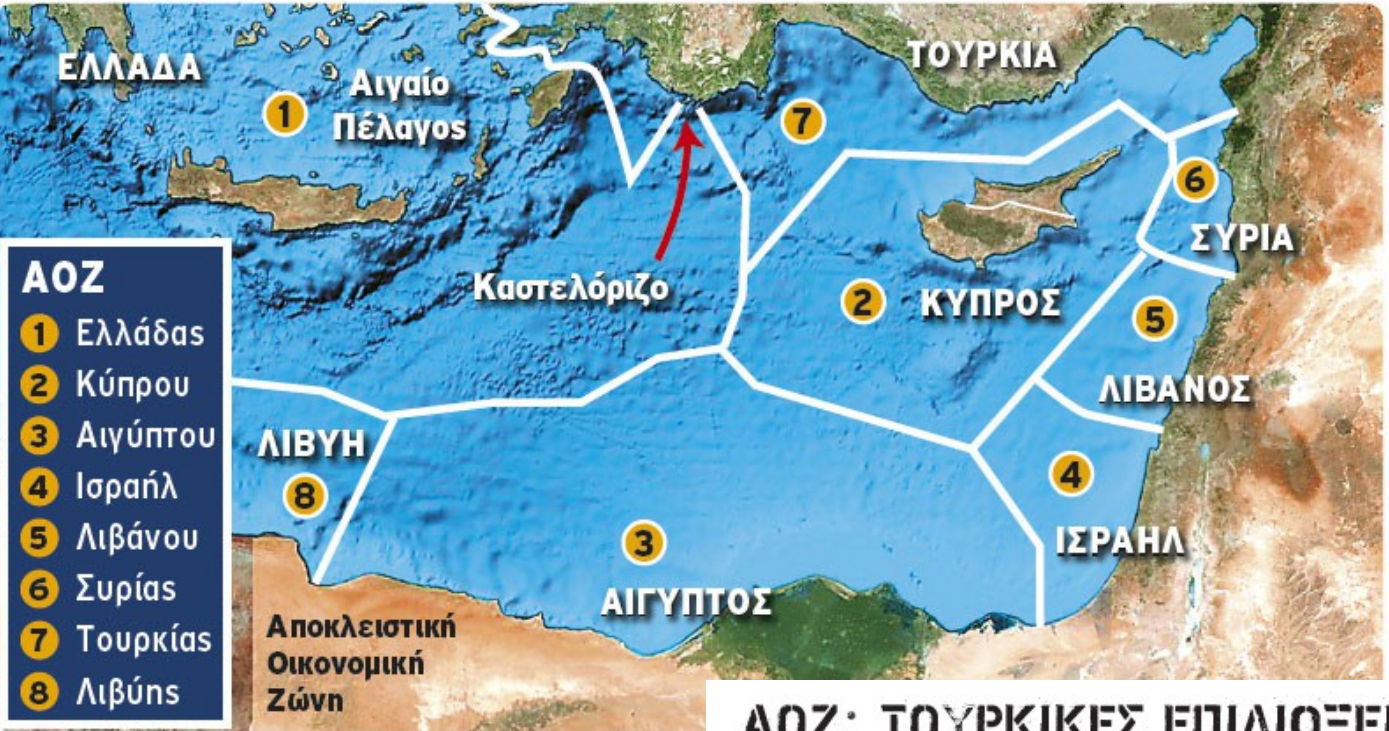 ΕΛΛΑΔΑ
Αιγαίο
Πέλαγος
ΤΟΥΡΚΙΑ
1
7
6
ΣΥΡΙΑ
Καστελόριζο
2
ΚΥΠΡΟΣ
5
ΛΙΒΑΝΟΣ
ΑΟΖ
1 Ελλάδας
2 Κύπρου
3 Αιγύπτου
4 Ισραήλ
5 Λιβάνου
6 Συρίας
7 Τουρκίας
8 Λιβύης
ΛΙΒΥΗ
8
4
ΙΣΡΑΗΛ
3
ΑΙΓΥΠΤΟΣ
Αποκλειστική
Οικονομική
Ζώνη
ΑΟΖ: ΤΟΥΡΚΙΚΕΣ